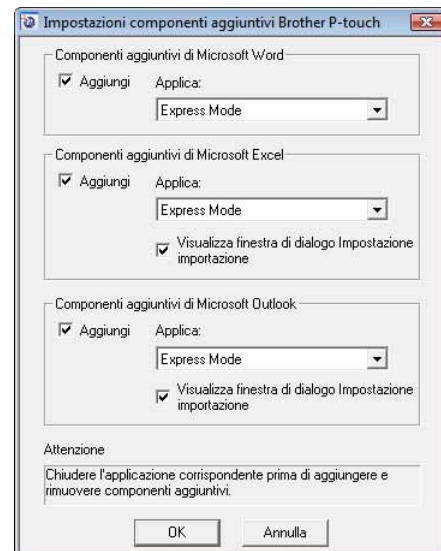 Impostazioni componenti aggiuntivi Brother P-touch
Componenti aggiuntivi di Microsoft Word
Aggiungi Applica:
Express Mode
Componenti aggiuntivi di Microsoft Excel
Aggiungi Applica:
Express Mode
Visualizza finestra di dialogo Impostazione
importazione
Componenti aggiuntivi di Microsoft Outlook
Aggiungi Applica:
Express Mode
Visualizza finestra di dialogo Impostazione
importazione
Attenzione
Chiudere l'applicazione corrispondente prima di aggiungere e
rimuovere componenti aggiuntivi.
OK Annulla